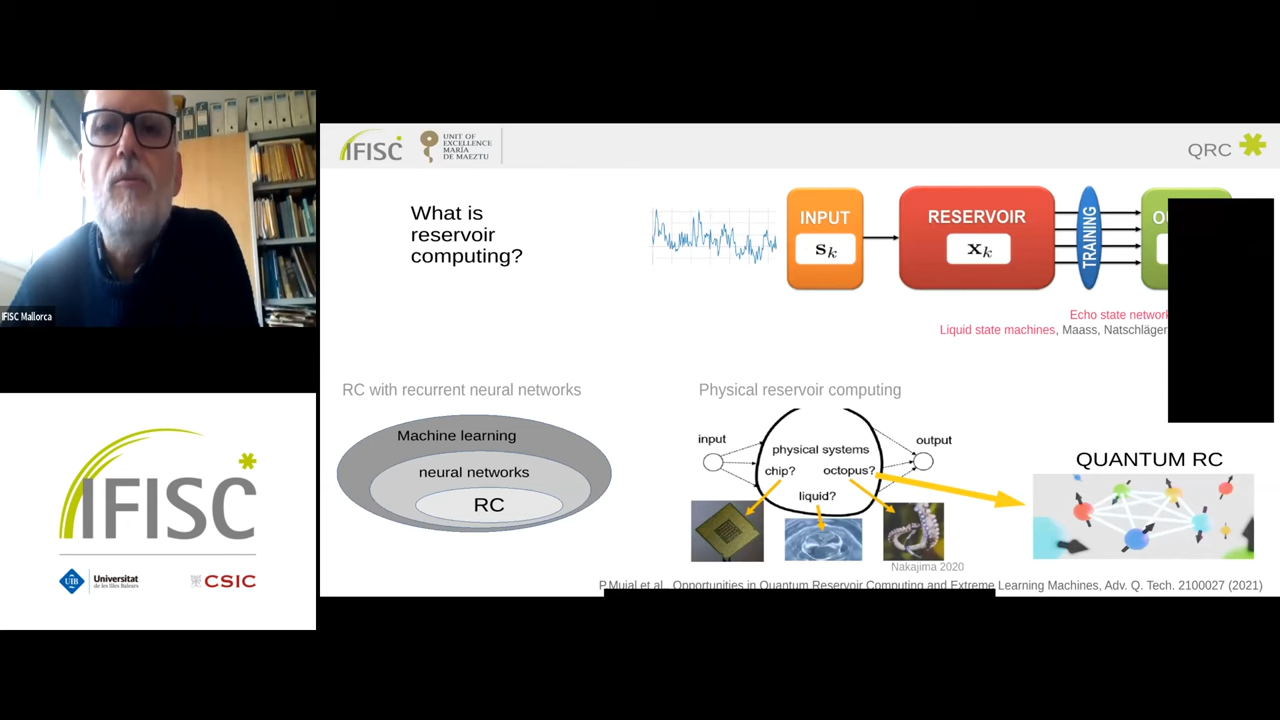 IFISC Mallorca
IFISC
UIB
Universitat
de les Illes Balears
CSIC
IFISC
UNIT OF
EXCELLENCE
MARÍA
DE MAEZTU
QRC
What is
reservoir
computing?
INPUT
sk
RESERVOIR
xk
TRAINING
Echo state network
Liquid state machines, Maass, Natschläger
RC with recurrent neural networks
Machine learning
neural networks
RC
Physical reservoir computing
input
physical systems
chip?
octopus?
liquid?
output
Nakajima 2020
QUANTUM RC
P.Mujal et al., Opportunities in Quantum Reservoir Computing and Extreme Learning Machines, Adv. Q. Tech. 2100027 (2021)